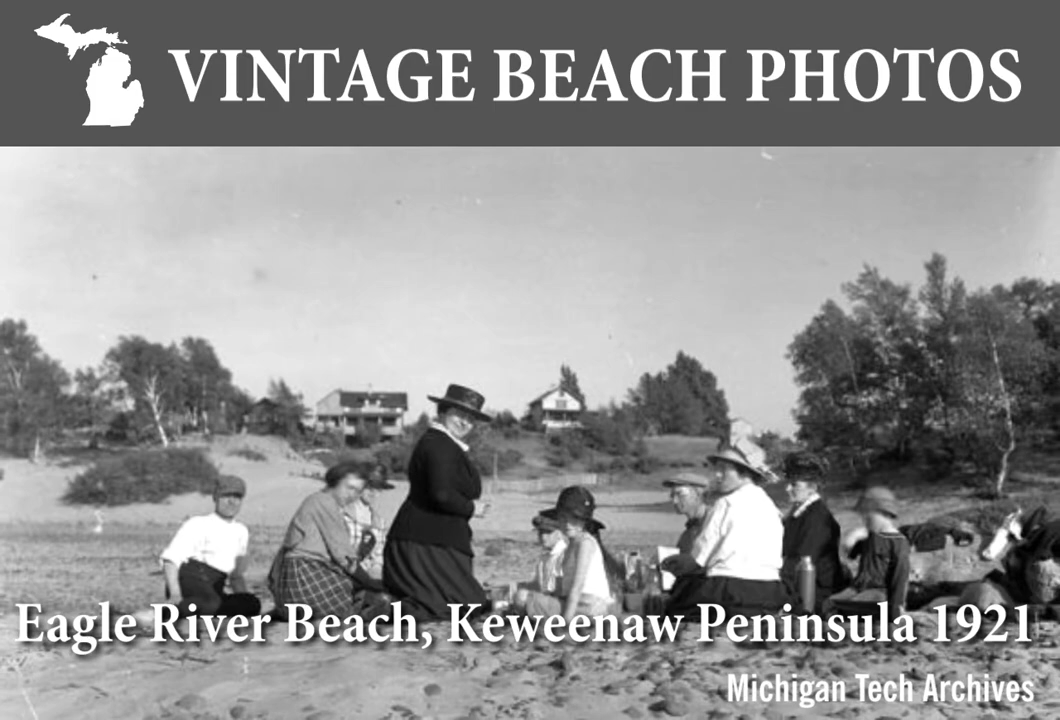 VINTAGE BEACH PHOTOS
Eagle River Beach, Keweenaw Peninsula 1921
Michigan Tech Archives